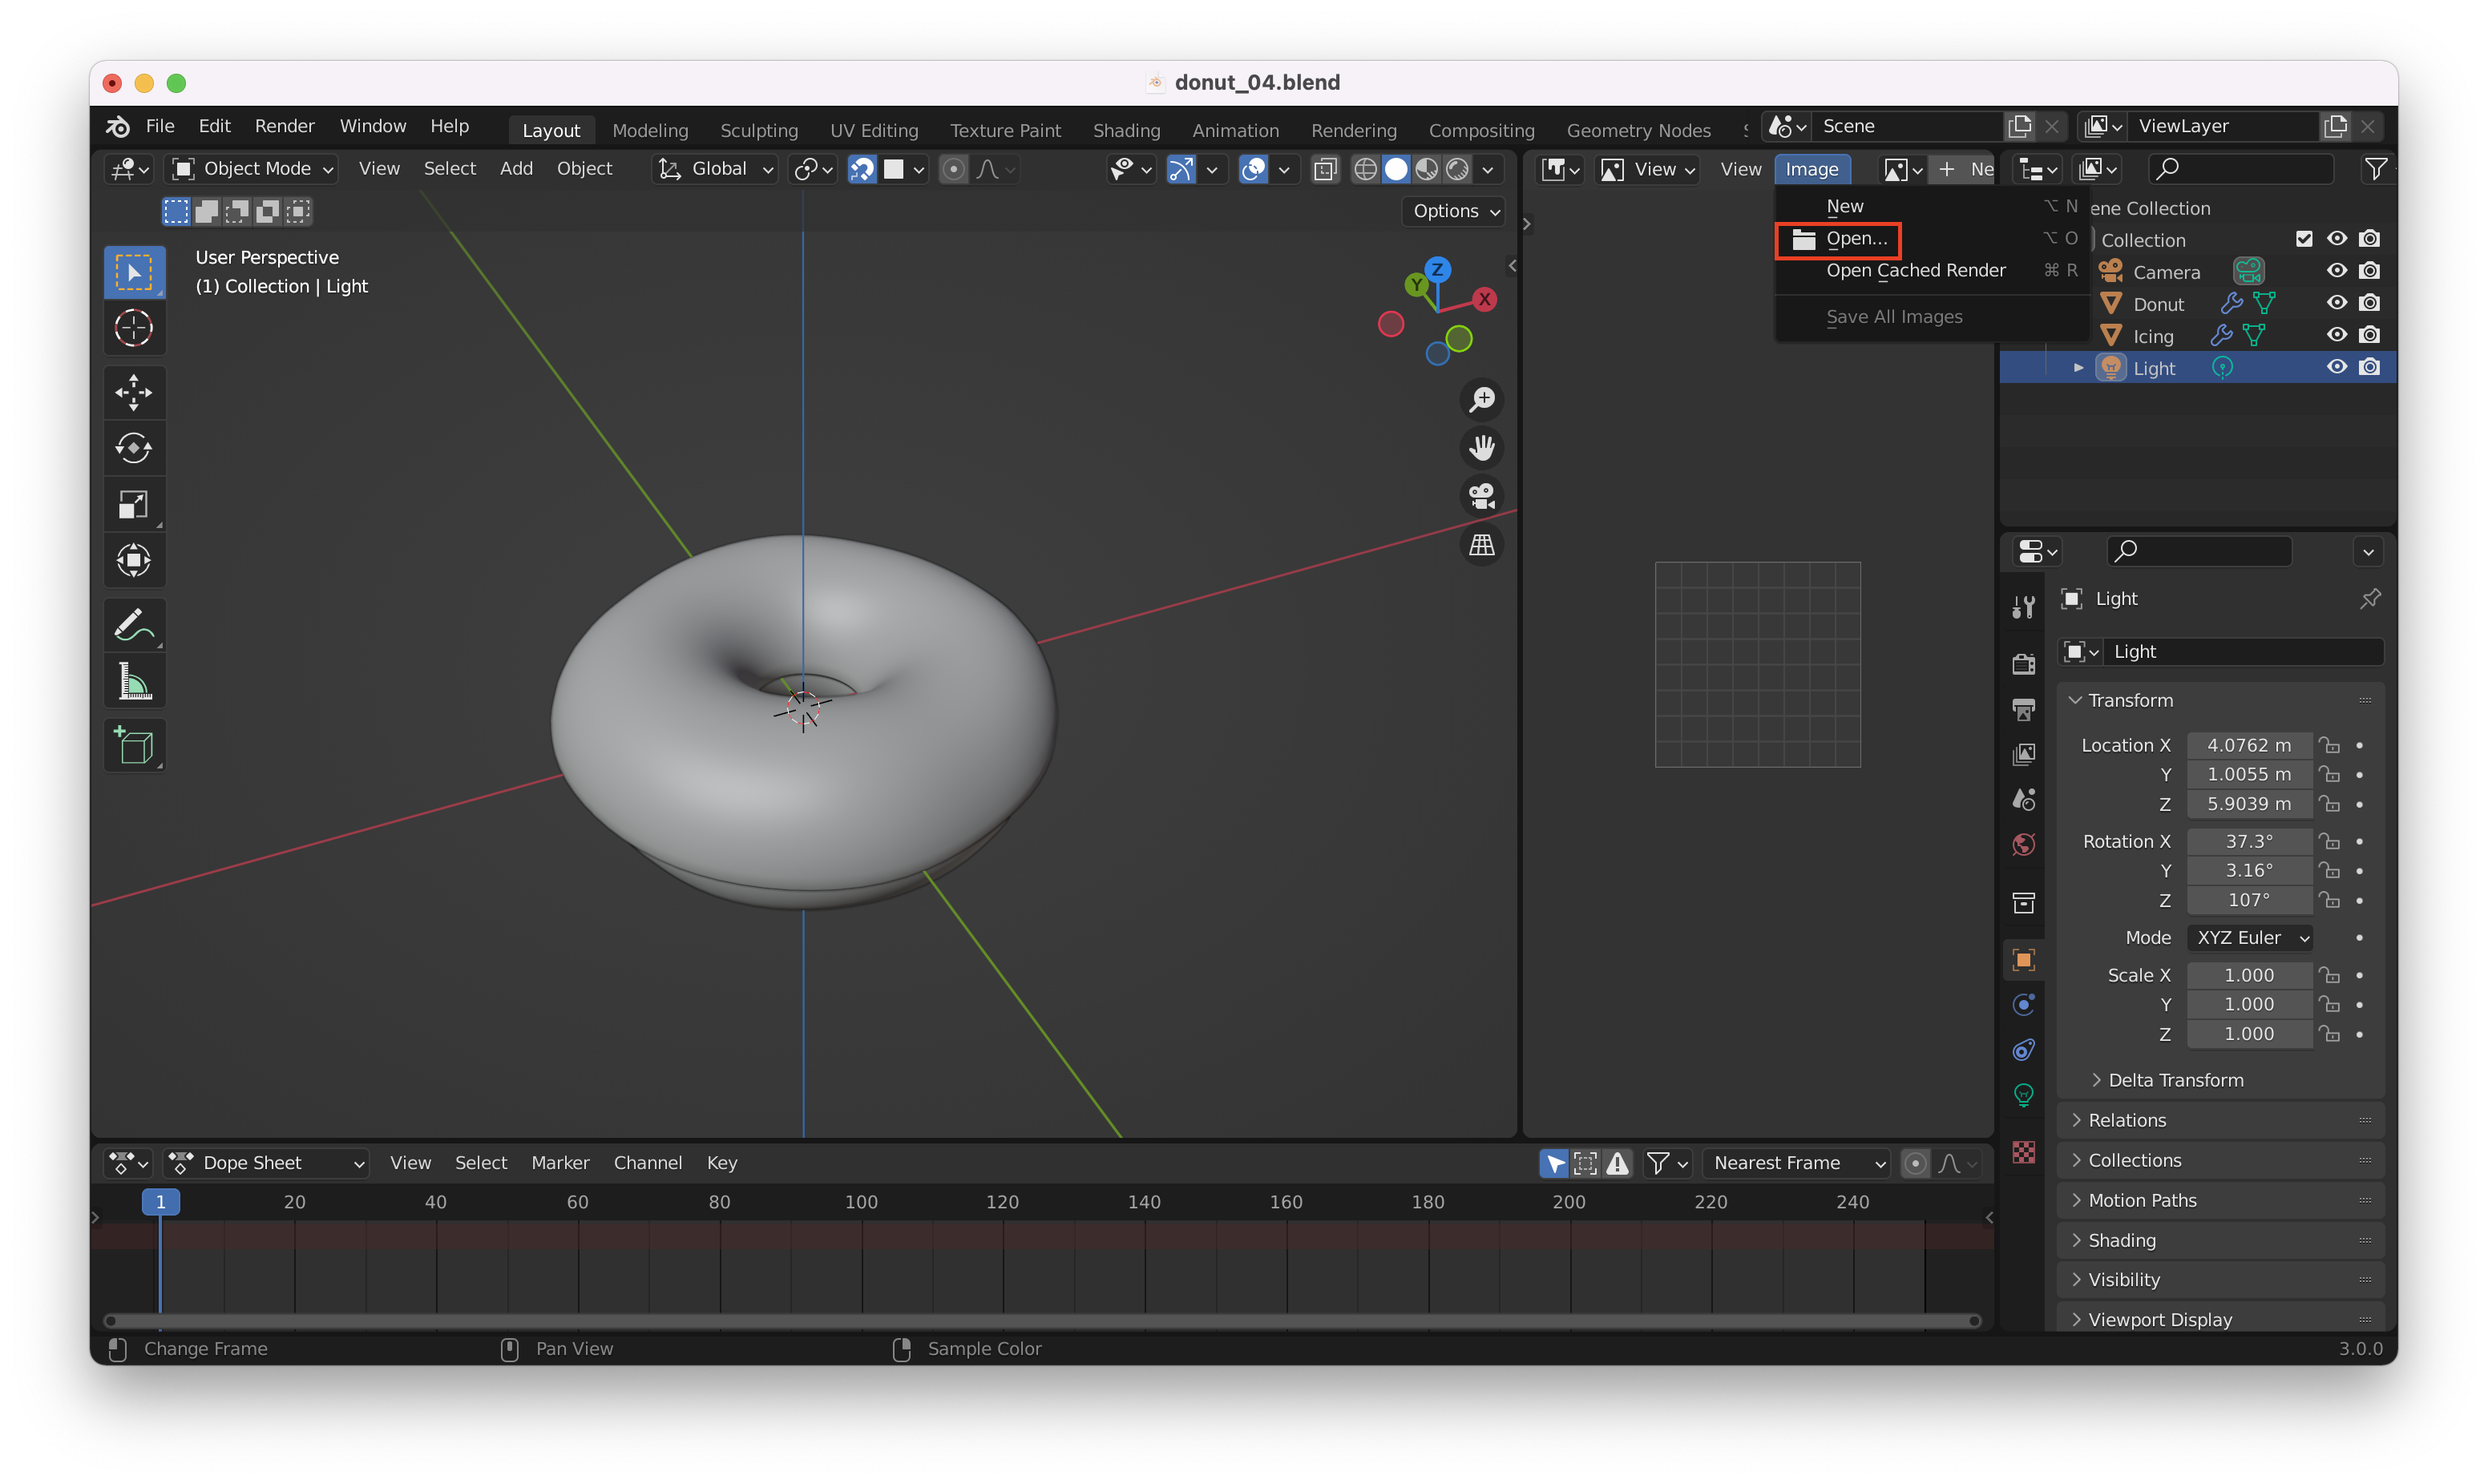 donut_04.blend
File Edit Render Window Help Layout Modeling Sculpting UV Editing Texture Paint Shading Animation Rendering Compositing Geometry Nodes Scene ViewLayer
Object Mode View Select Add Object Global View View Image + Ne
Options
User Perspective
(1) Collection | Light
Z
Y
X
New ⌥ N
Open... ⌥ O
Open Cached Render ⌘ R
Save All Images
ene Collection
Collection
Camera
Donut
Icing
Light
Light
Light
Transform
Location X 4.0762 m
Y 1.0055 m
Z 5.9039 m
Rotation X 37.3°
Y 3.16°
Z 107°
Mode XYZ Euler
Scale X 1.000
Y 1.000
Z 1.000
Delta Transform
Relations
Collections
Motion Paths
Shading
Visibility
Viewport Display
Dope Sheet View Select Marker Channel Key Nearest Frame
1 20 40 60 80 100 120 140 160 180 200 220 240
Change Frame Pan View Sample Color 3.0.0